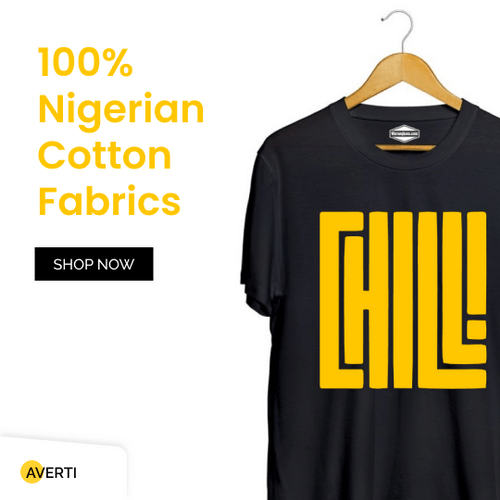 100%
Nigerian
Cotton
Fabrics
SHOP NOW
CHILL!
AVERTI